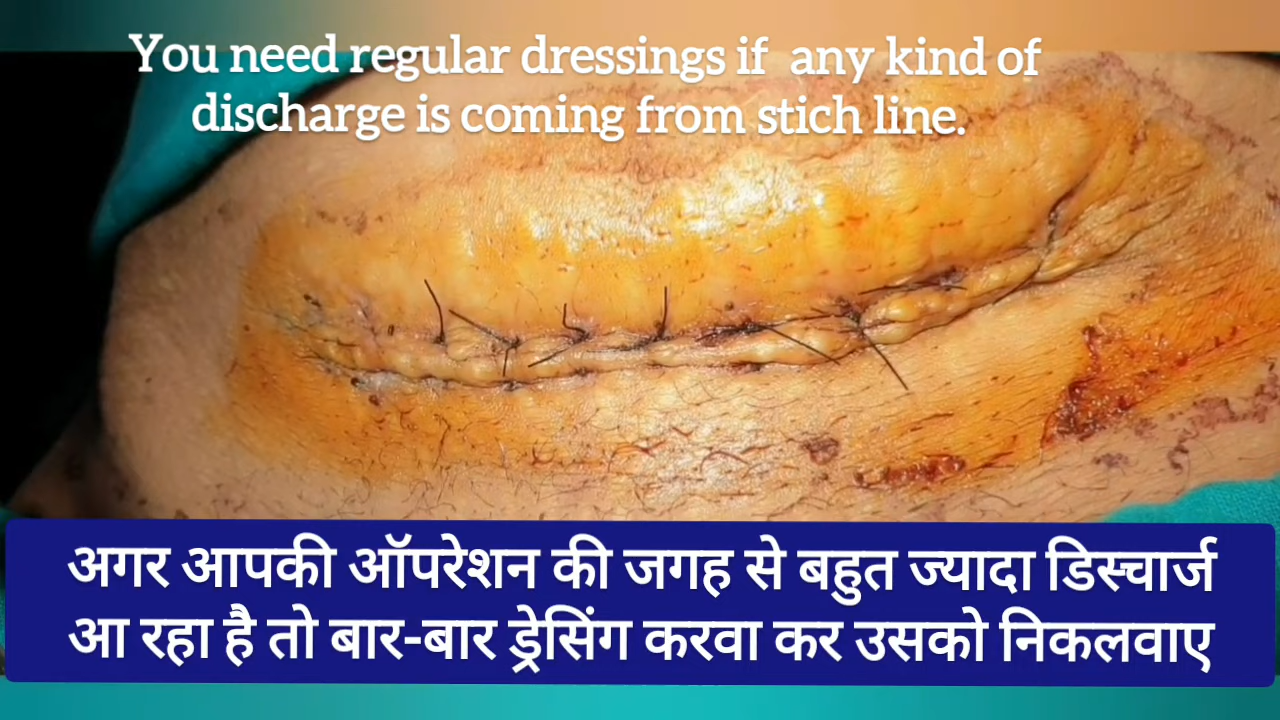 You need regular dressings if any kind of
discharge is coming from stich line.
अगर आपकी ऑपरेशन की जगह से बहुत ज्यादा डिस्चार्ज
आ रहा है तो बार-बार ड्रेसिंग करवा कर उसको निकलवाए